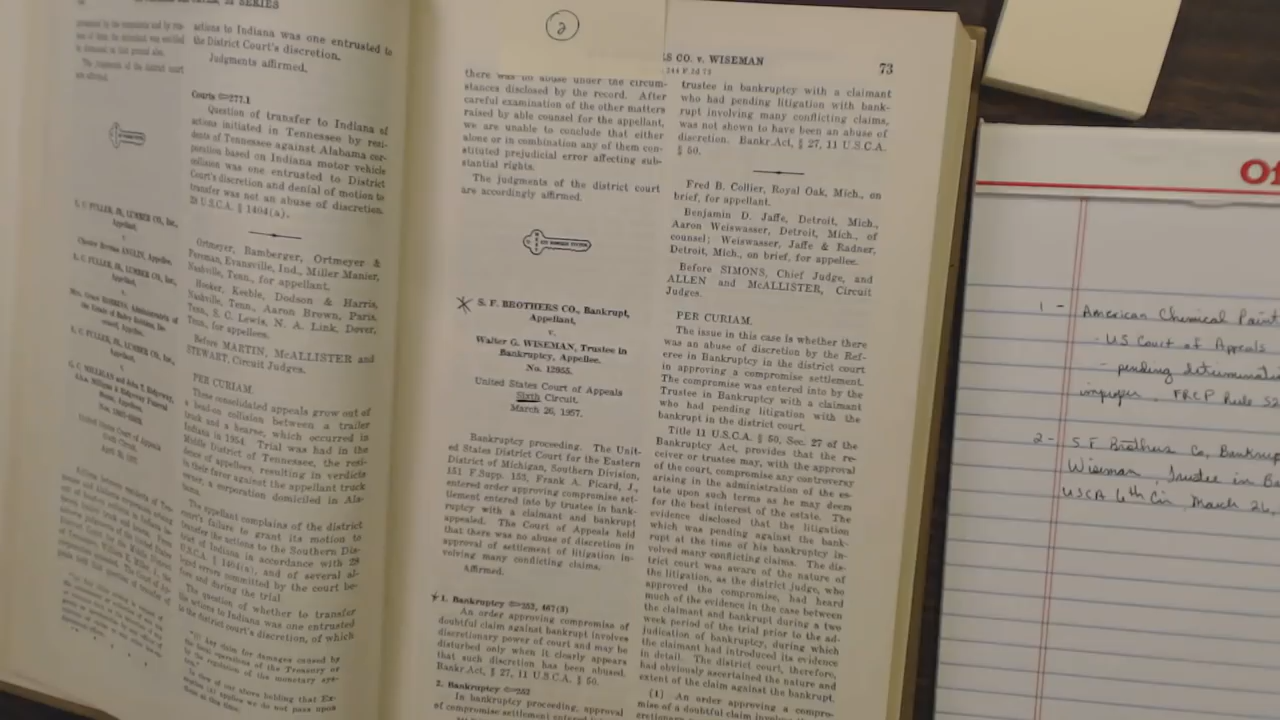 SERIES
actions to Indiana was one entrusted to
the District Court's discretion.
Judgments affirmed.
Courts 277.1
Question of transfer to Indiana of
actions initiated in Tennessee by resi-
dents of Tennessee against Alabama cor-
poration based on Indiana motor vehicle
collision was one entrusted to District
Court's discretion and denial of motion to
transfer was not an abuse of discretion.
28 U.S.C.A. § 1404(a).
Ortmeyer, Bamberger, Ortmeyer &
Foreman, Evansville, Ind., Miller Manier,
Nashville, Tenn., for appellant.
Hooker, Keeble, Dodson & Harris,
Nashville, Tenn., Aaron Brown, Paris,
Tenn., S. C. Lewis, N. A. Link, Dover,
Tenn., for appellees.
Before MARTIN, McALLISTER and
STEWART, Circuit Judges.
PER CURIAM.
These consolidated appeals grow out of
a head-on collision between a trailer
truck and a hearse, which occurred in
Indiana in 1954. Trial was had in the
Middle District of Tennessee, the resi-
dence of appellees, resulting in verdicts
in their favor against the appellant truck
owner, a corporation domiciled in Ala-
bama.
The appellant complains of the district
court's failure to grant its motion to
transfer the actions to the Southern Dis-
trict of Indiana in accordance with 28
U.S.C.A. § 1404(a), and of several al-
leged errors committed by the court be-
fore and during the trial
The question of whether to transfer
the actions to Indiana was one entrusted
to the district court's discretion, of which
2
S CO. v. WISEMAN
73
there was no abuse under the circum-
stances disclosed by the record. After
careful examination of the other matters
raised by able counsel for the appellant,
we are unable to conclude that either
alone or in combination any of them con-
stituted prejudicial error affecting sub-
stantial rights.
The judgments of the district court
are accordingly affirmed.
S. F. BROTHERS CO., Bankrupt,
Appellant,
v.
Walter G. WISEMAN, Trustee in
Bankruptcy, Appellee.
No. 12955.
United States Court of Appeals
Sixth Circuit.
March 26, 1957.
Bankruptcy proceeding. The Unit-
ed States District Court for the Eastern
District of Michigan, Southern Division,
151 F.Supp. 153, Frank A. Picard, J.,
entered order approving compromise set-
tlement entered into by trustee in bank-
ruptcy with a claimant and bankrupt
appealed. The Court of Appeals held
that there was no abuse of discretion in
approval of settlement of litigation in-
volving many conflicting claims.
Affirmed.
1. Bankruptcy 353, 467(3)
An order approving compromise of
doubtful claim against bankrupt involves
discretionary power of court and may be
disturbed only when it clearly appears
that such discretion has been abused.
Bankr.Act, § 27, 11 U.S.C.A. § 50.
2. Bankruptcy
In bankruptcy proceeding, approval
of compromise settlement entered
trustee in bankruptcy with a claimant
who had pending litigation with bank-
rupt involving many conflicting claims,
was not shown to have been an abuse of
discretion. Bankr.Act, § 27, 11 U.S.C.A.
§ 50.
Fred B. Collier, Royal Oak, Mich., on
brief, for appellant.
Benjamin D. Jaffe, Detroit, Mich.,
Aaron Weiswasser, Detroit, Mich., of
counsel; Weiswasser, Jaffe & Radner,
Detroit, Mich., on brief, for appellee.
Before SIMONS, Chief Judge, and
ALLEN and McALLISTER, Circuit
Judges.
PER CURIAM.
The issue in this case is whether there
was an abuse of discretion by the Ref-
eree in Bankruptcy in the district court
in approving a compromise settlement.
The compromise was entered into by the
Trustee in Bankruptcy with a claimant
who had pending litigation with the
bankrupt in the district court.
Title 11 U.S.C.A. § 50, Sec. 27 of the
Bankruptcy Act, provides that the re-
ceiver or trustee may, with the approval
of the court, compromise any controversy
arising in the administration of the es-
tate upon such terms as he may deem
for the best interest of the estate. The
evidence disclosed that the litigation
which was pending against the bank-
rupt at the time of his bankruptcy in-
volved many conflicting claims. The dis-
trict court was aware of the nature of
the litigation, as the district judge, who
approved the compromise, had heard
much of the evidence in the case between
the claimant and bankrupt during a two
week period of the trial prior to the ad-
judication of bankruptcy, during which
the claimant had introduced its evidence
in detail. The district court, therefore,
had obviously ascertained the nature and
extent of the claim against the bankrupt.
[1] An order approving a compro-
mise of a doubtful claim
1 - American Chemical Paint
- US Court of Appeals
- pending determination
improper, FRCP Rule 52
2 - S F Brothers Co, Bankrup
Wiseman, Trustee in Ba
USCA 6th Cir March 26,